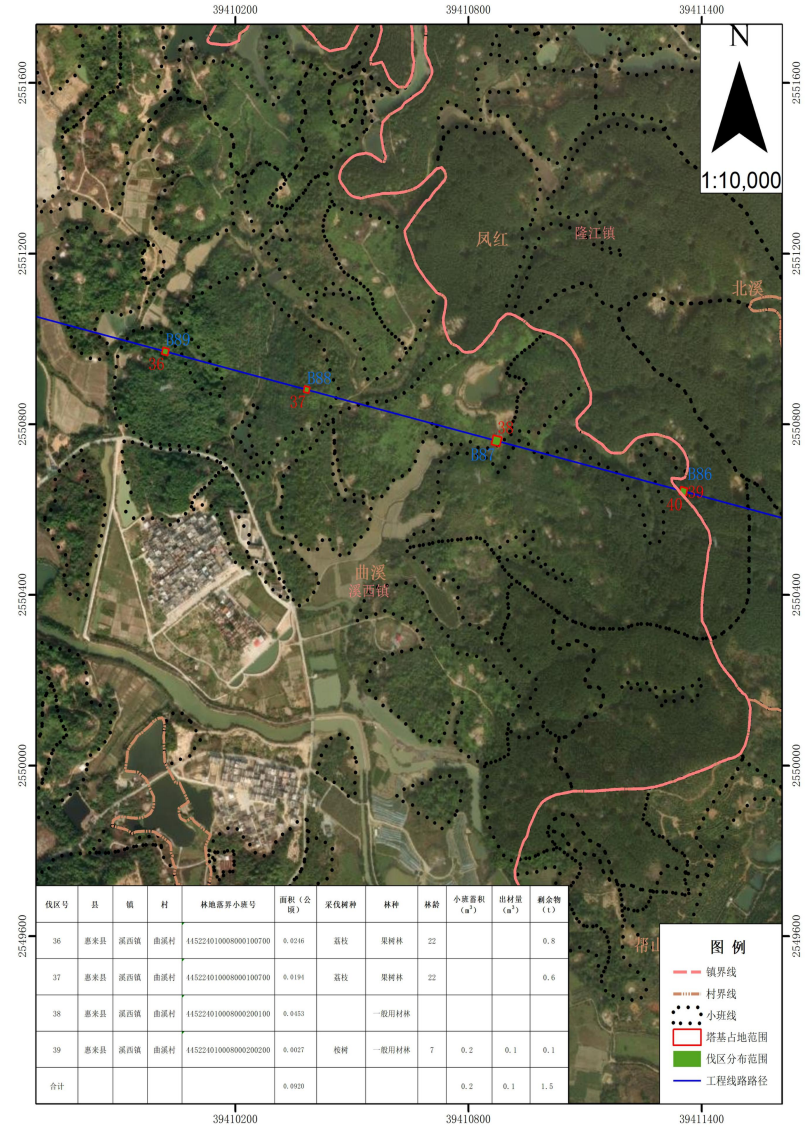 39410200 39410800 39411400
2551600
2551200
2550800
2550400
2550000
2549600
2551600
2551200
2550800
2550400
2550000
2549600
N
1:10,000
凤红
隆江镇
北溪
B89
36
B88
37
38
B87
B86
39
40
曲溪
溪西镇
伐区号 县 镇 村 林地落界小班号 面积（公顷） 采伐树种 林种 林龄 小班蓄积（m³） 出材量（m³） 剩余物（t）
36 惠来县 溪西镇 曲溪村 445224010008000100700 0.0246 荔枝 果树林 22 0.8
37 惠来县 溪西镇 曲溪村 445224010008000100700 0.0194 荔枝 果树林 22 0.6
38 惠来县 溪西镇 曲溪村 445224010008000200100 0.0453 一般用材林
39 惠来县 溪西镇 曲溪村 445224010008000200200 0.0027 桉树 一般用材林 7 0.2 0.1 0.1
合计 0.0920 0.2 0.1 1.5
图 例
镇界线
村界线
小班线
塔基占地范围
伐区分布范围
工程线路路径
39410200 39410800 39411400